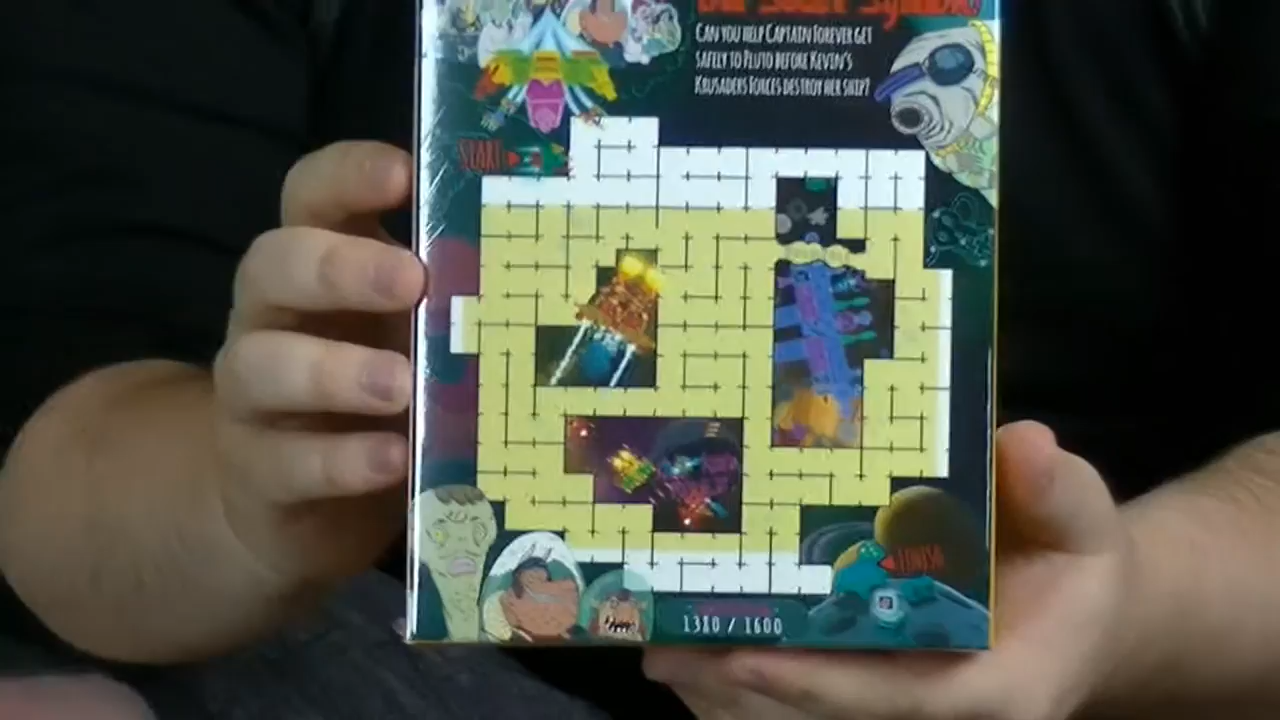 CAN YOU HELP CAPTAIN FOREVER GET
SAFELY TO PLUTO BEFORE KEVIN'S
KRUSADERS FORCES DESTROY HER SHIP?
START
FINISH
1380 / 1600